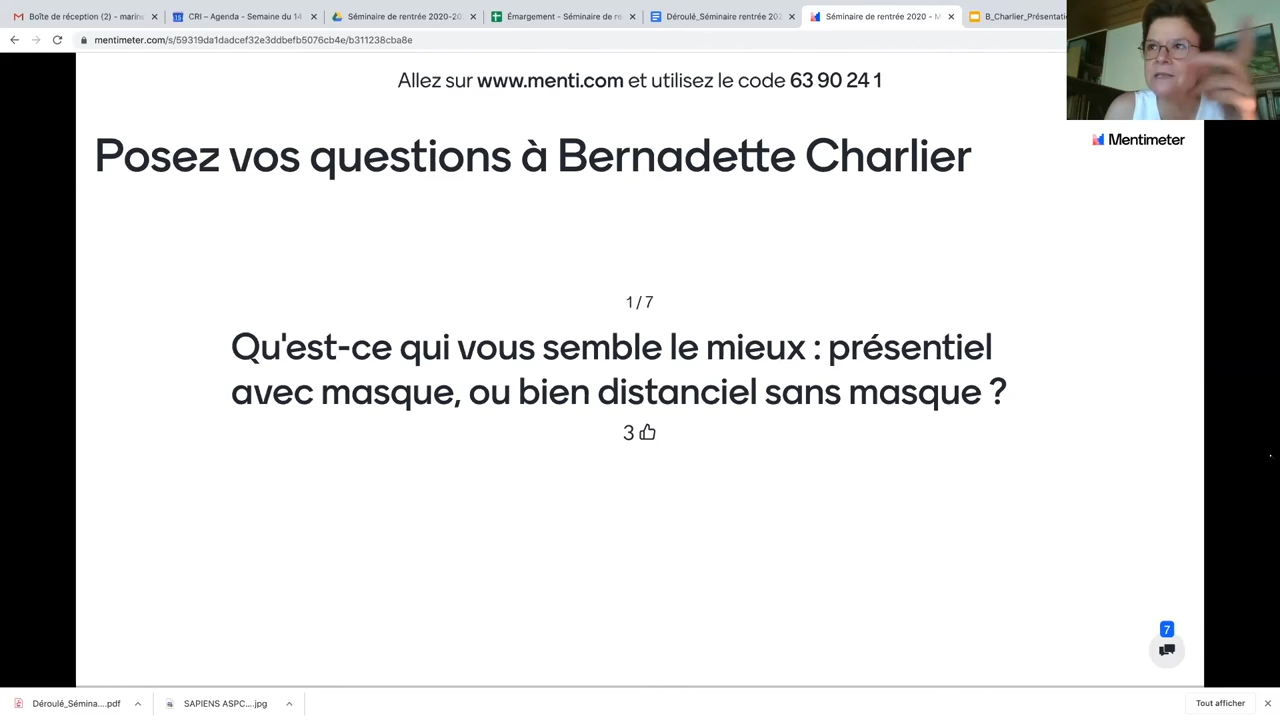 Boîte de réception (2) - marin
CRI – Agenda - Semaine du 14
Séminaire de rentrée 2020-20
Émargement - Séminaire de re
Déroulé_Séminaire rentrée 202
Séminaire de rentrée 2020 - M
B_Charlier_Présentatio
mentimeter.com/s/59319da1dadcef32e3ddbefb5076cb4e/b311238cba8e
Allez sur www.menti.com et utilisez le code 63 90 24 1
Mentimeter
Posez vos questions à Bernadette Charlier
1 / 7
Qu'est-ce qui vous semble le mieux : présentiel
avec masque, ou bien distanciel sans masque ?
3
7
Déroulé_Sémina....pdf
SAPIENS ASPC....jpg
Tout afficher